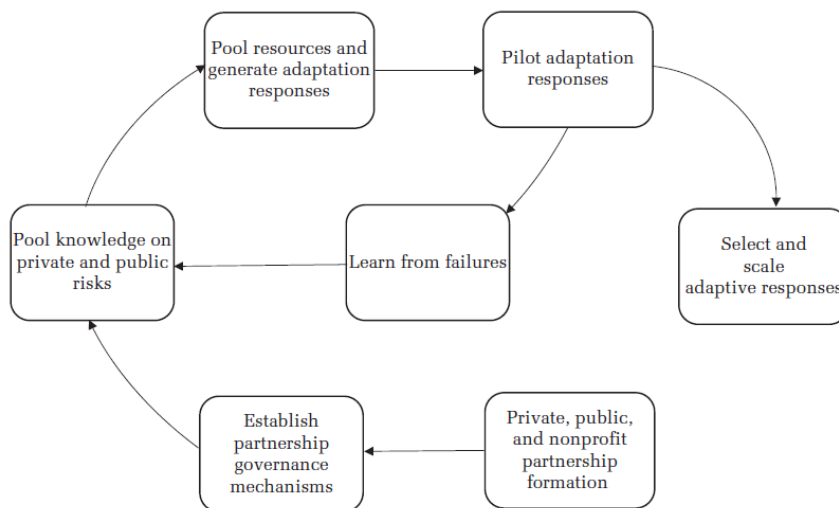 Pool resources and
generate adaptation
responses
Pilot adaptation
responses
Pool knowledge on
private and public
risks
Learn from failures
Select and
scale
adaptive responses
Establish
partnership
governance
mechanisms
Private, public,
and nonprofit
partnership
formation